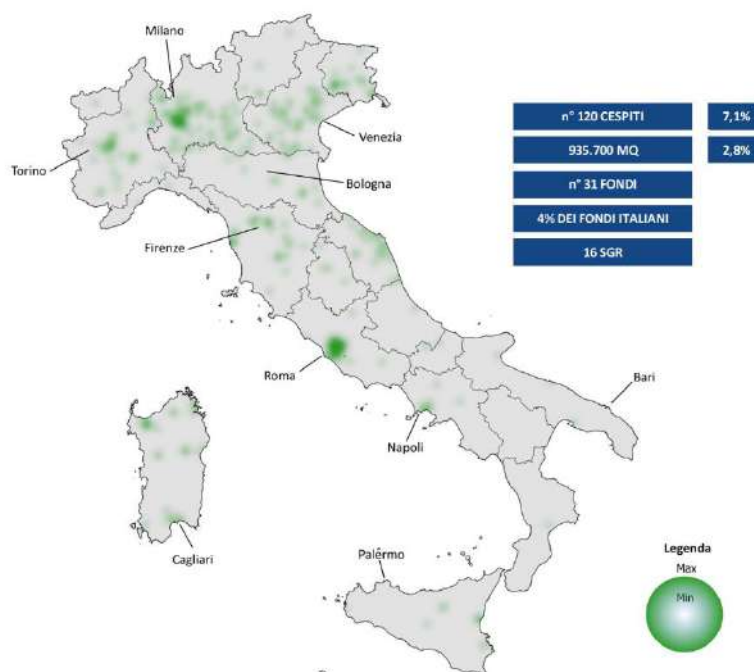 Milano
n° 120 CESPITI
7,1%
Venezia
935.700 MQ
2,8%
Torino
Bologna
n° 31 FONDI
4% DEI FONDI ITALIANI
Firenze
16 SGR
Roma
Bari
Napoli
Cagliari
Palermo
Legenda
Max
Min